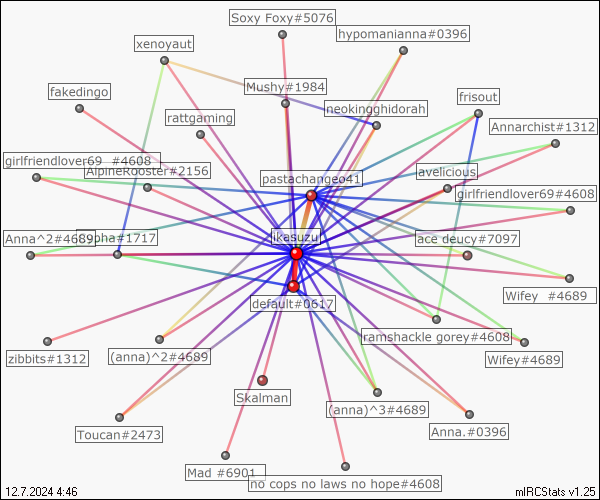 Soxy Foxy#5076
hypomanianna#0396
xenoyaut
Mushy#1984
fakedingo
neokingghidorah
frisout
rattgaming
Annarchist#1312
girlfriendlover69_#4608
AlpineRooster#2156
pastachangeo41
avelicious
girlfriendlover69#4608
Anna^2#4689
pha#1717
ikasuzu
ace deucy#7097
default#0617
Wifey_#4689
ramshackle gorey#4608
zibbits#1312
(anna)^2#4689
Wifey#4689
Skalman
(anna)^3#4689
Toucan#2473
Anna.#0396
Mad_#6901
no cops no laws no hope#4608
12.7.2024 4:46
mIRCStats v1.25